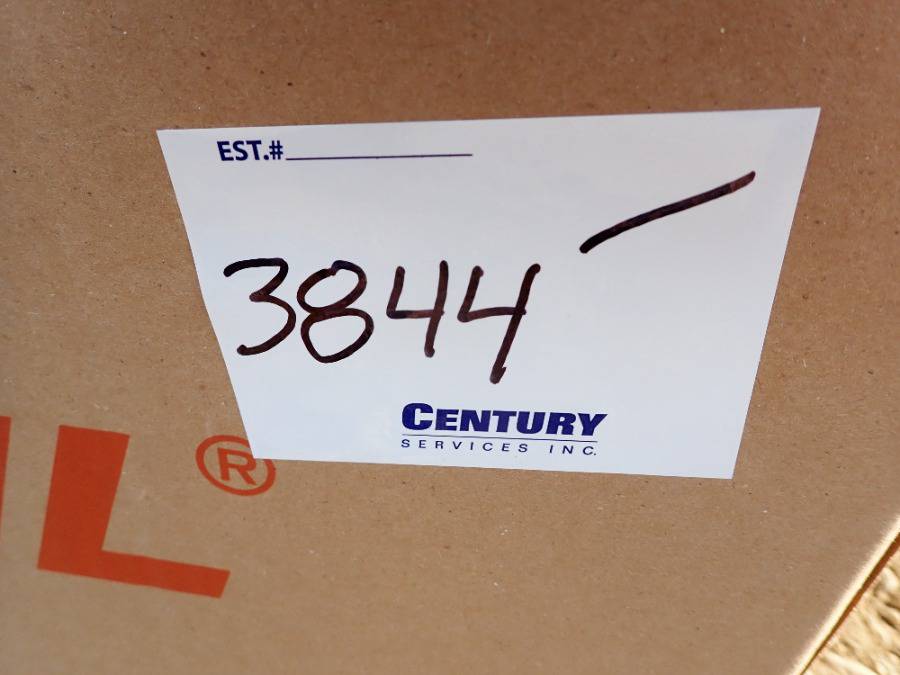 EST.#
3844
CENTURY
SERVICES INC.
L®